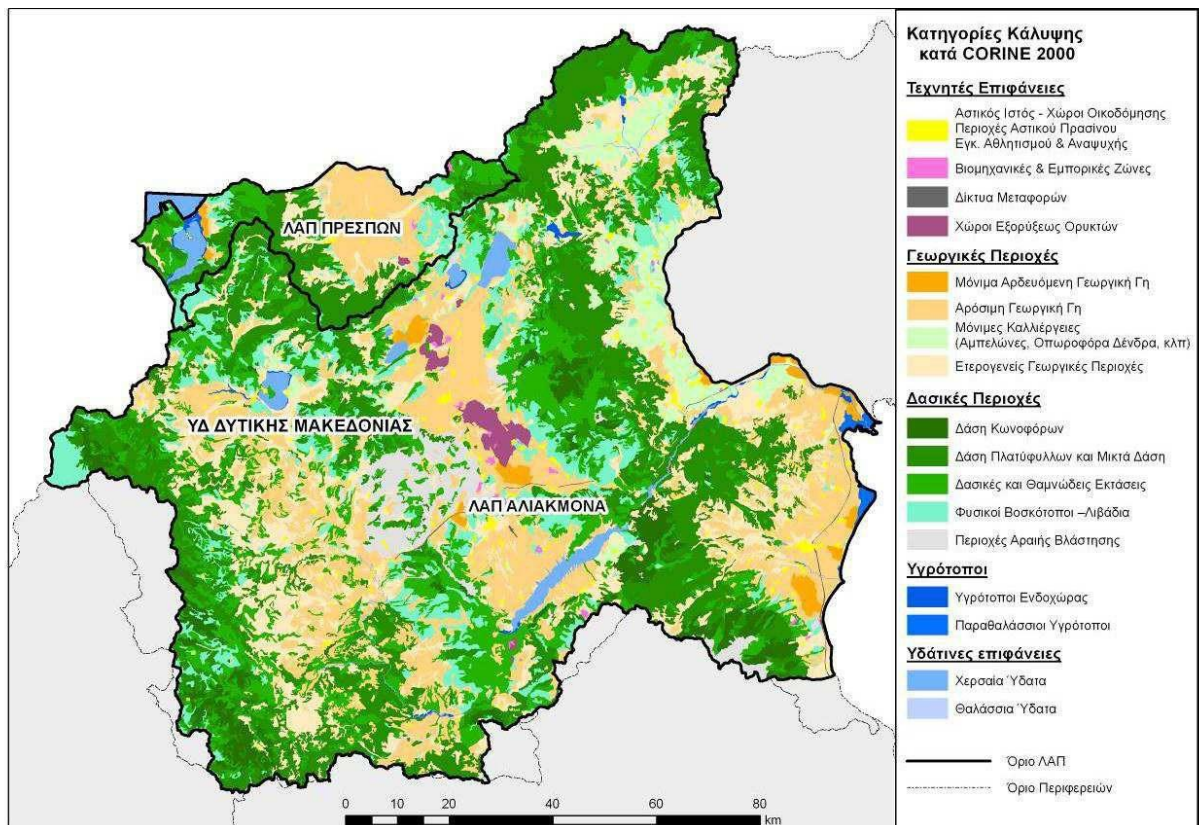 ΛΑΠ ΠΡΕΣΠΩΝ
ΥΔ ΔΥΤΙΚΗΣ ΜΑΚΕΔΟΝΙΑΣ
ΛΑΠ ΑΛΙΑΚΜΟΝΑ
0 10 20 40 60 80
km
Κατηγορίες Κάλυψης
κατά CORINE 2000
Τεχνητές Επιφάνειες
Αστικός Ιστός - Χώροι Οικοδόμησης
Περιοχές Αστικού Πρασίνου
Εγκ. Αθλητισμού & Αναψυχής
Βιομηχανικές & Εμπορικές Ζώνες
Δίκτυα Μεταφορών
Χώροι Εξορύξεως Ορυκτών
Γεωργικές Περιοχές
Μόνιμα Αρδευόμενη Γεωργική Γη
Αρόσιμη Γεωργική Γη
Μόνιμες Καλλιέργειες
(Αμπελώνες, Οπωροφόρα Δένδρα, κλπ)
Ετερογενείς Γεωργικές Περιοχές
Δασικές Περιοχές
Δάση Κωνοφόρων
Δάση Πλατύφυλλων και Μικτά Δάση
Δασικές και Θαμνώδεις Εκτάσεις
Φυσικοί Βοσκότοποι –Λιβάδια
Περιοχές Αραιής Βλάστησης
Υγρότοποι
Υγρότοποι Ενδοχώρας
Παραθαλάσσιοι Υγρότοποι
Υδάτινες επιφάνειες
Χερσαία Ύδατα
Θαλάσσια Ύδατα
Όριο ΛΑΠ
Όριο Περιφερειών